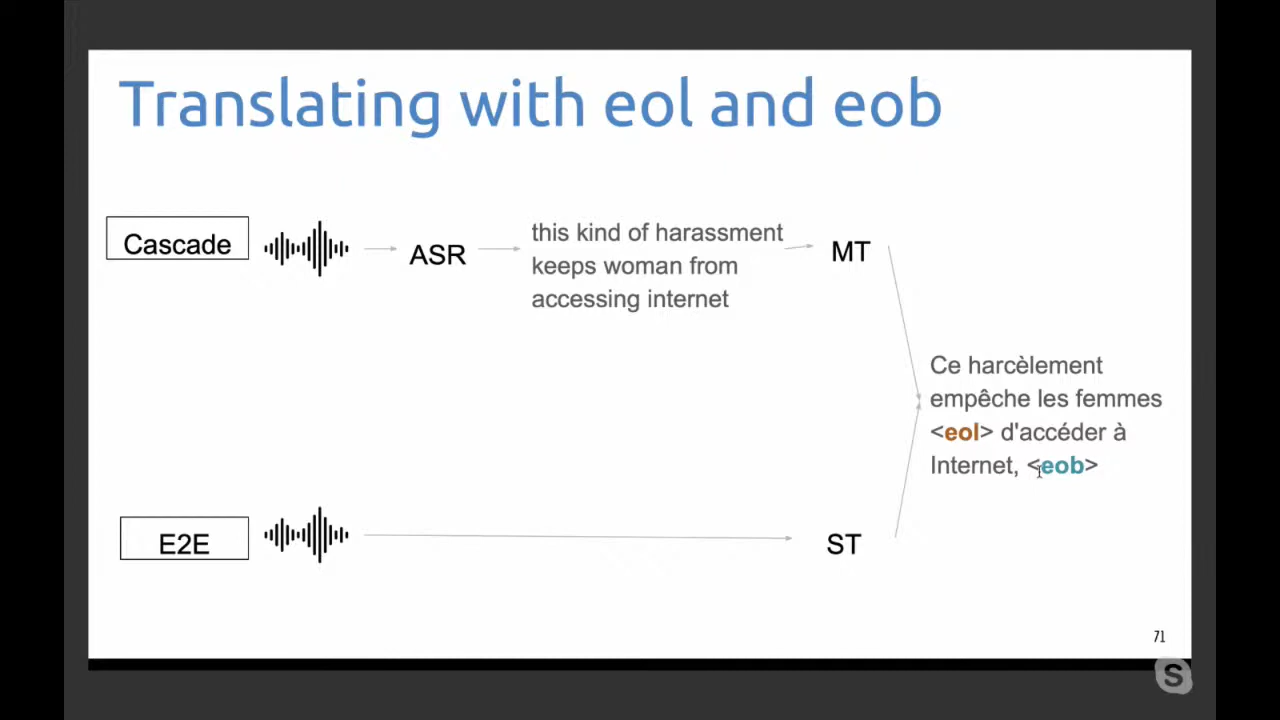 Translating with eol and eob
Cascade
ASR
this kind of harassment
keeps woman from
accessing internet
MT
Ce harcèlement
empêche les femmes
<eol> d'accéder à
Internet, <eob>
E2E
ST
71
S